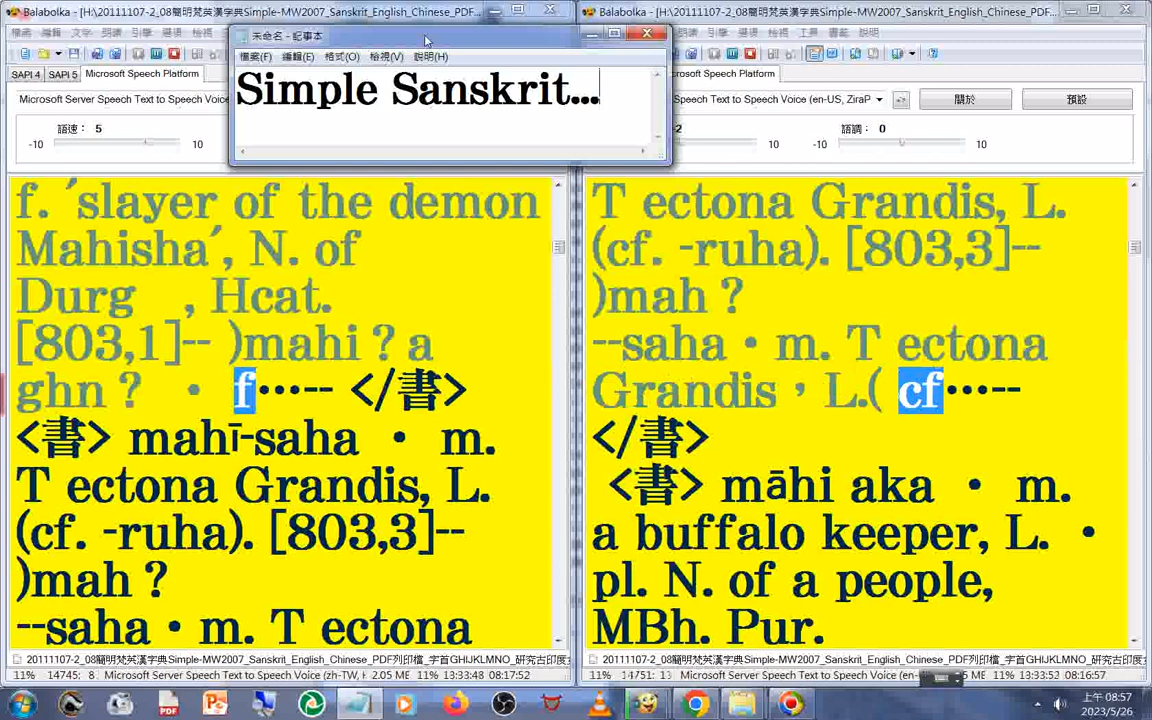 Balabolka - [H:\20111107-2_08簡明梵英漢字典Simple-MW2007_Sanskrit_English_Chinese_PDF...
Balabolka - [H:\20111107-2_08簡明梵英漢字典Simple-MW2007_Sanskrit_English_Chinese_PDF...
未命名 - 記事本
檔案(F) 編輯(E) 格式(O) 檢視(V) 說明(H)
Simple Sanskrit...
SAPI 4 SAPI 5 Microsoft Speech Platform
Speech Platform
Microsoft Server Speech Text to Speech Voice
Speech Text to Speech Voice (en-US, ZiraP
關於
預設
語速： 5
-10 10
-2
10
語調： 0
-10 10
f. ´slayer of the demon
Mahisha´, N. of
Durg , Hcat.
[803,1]-- )mahi ? a
ghn ? • f…-- </書>
<書> mahī-saha • m.
T ectona Grandis, L.
(cf. -ruha). [803,3]--
)mah ?
--saha • m. T ectona
T ectona Grandis, L.
(cf. -ruha). [803,3]--
)mah ?
--saha • m. T ectona
Grandis，L.( cf…--
</書>
<書> māhi aka • m.
a buffalo keeper, L. •
pl. N. of a people,
MBh. Pur.
20111107-2_08簡明梵英漢字典Simple-MW2007_Sanskrit_English_Chinese_PDF列印檔_字首GHIJKLMNO_研究古印度
20111107-2_08簡明梵英漢字典Simple-MW2007_Sanskrit_English_Chinese_PDF列印檔_字首GHIJKLMNO_研究古印度
11% 14745: 8 Microsoft Server Speech Text to Speech Voice (zh-TW, 2.05 ME 11% 13:33:48 08:17:52
11% 14751: 13 Microsoft Server Speech Text to Speech Voice 11% 13:33:53 08:16:57
上午 08:57
2023/5/26